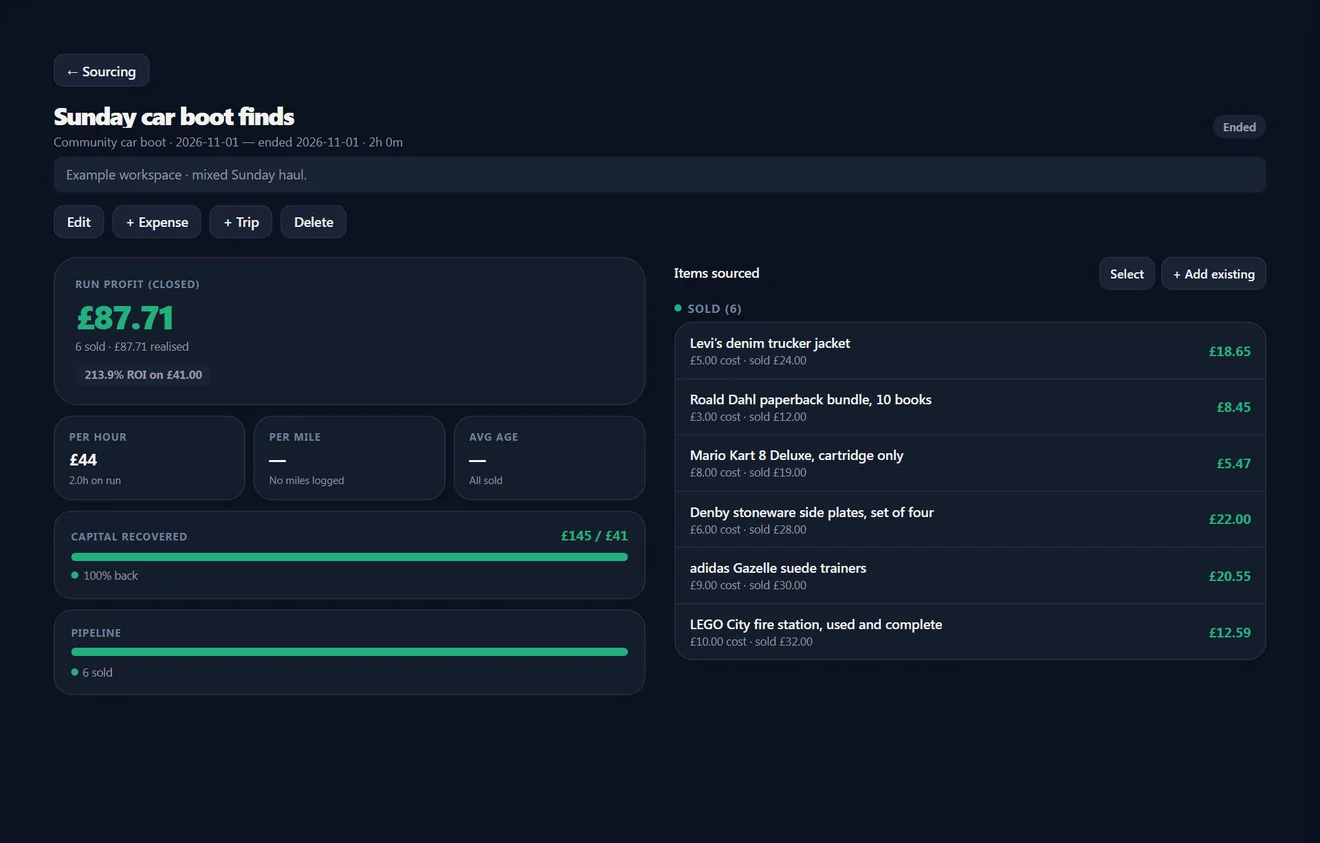 ← Sourcing
Sunday car boot finds
Community car boot · 2026-11-01 — ended 2026-11-01 · 2h 0m
Ended
Example workspace · mixed Sunday haul.
Edit
+ Expense
+ Trip
Delete
RUN PROFIT (CLOSED)
£87.71
6 sold · £87.71 realised
213.9% ROI on £41.00
PER HOUR
£44
2.0h on run
PER MILE
—
No miles logged
AVG AGE
—
All sold
CAPITAL RECOVERED
£145 / £41
100% back
PIPELINE
6 sold
Items sourced
Select
+ Add existing
SOLD (6)
Levi's denim trucker jacket
£18.65
£5.00 cost · sold £24.00
Roald Dahl paperback bundle, 10 books
£8.45
£3.00 cost · sold £12.00
Mario Kart 8 Deluxe, cartridge only
£5.47
£8.00 cost · sold £19.00
Denby stoneware side plates, set of four
£22.00
£6.00 cost · sold £28.00
adidas Gazelle suede trainers
£20.55
£9.00 cost · sold £30.00
LEGO City fire station, used and complete
£12.59
£10.00 cost · sold £32.00